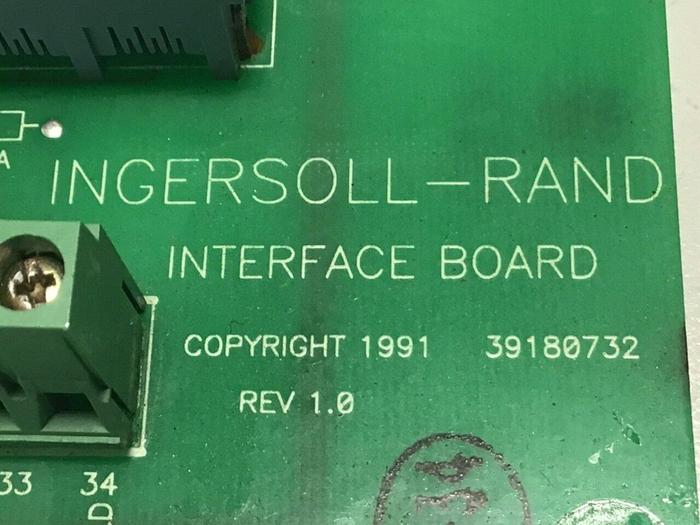 A
INGERSOLL-RAND
INTERFACE BOARD
COPYRIGHT 1991 39180732
REV 1.0
33 34
D